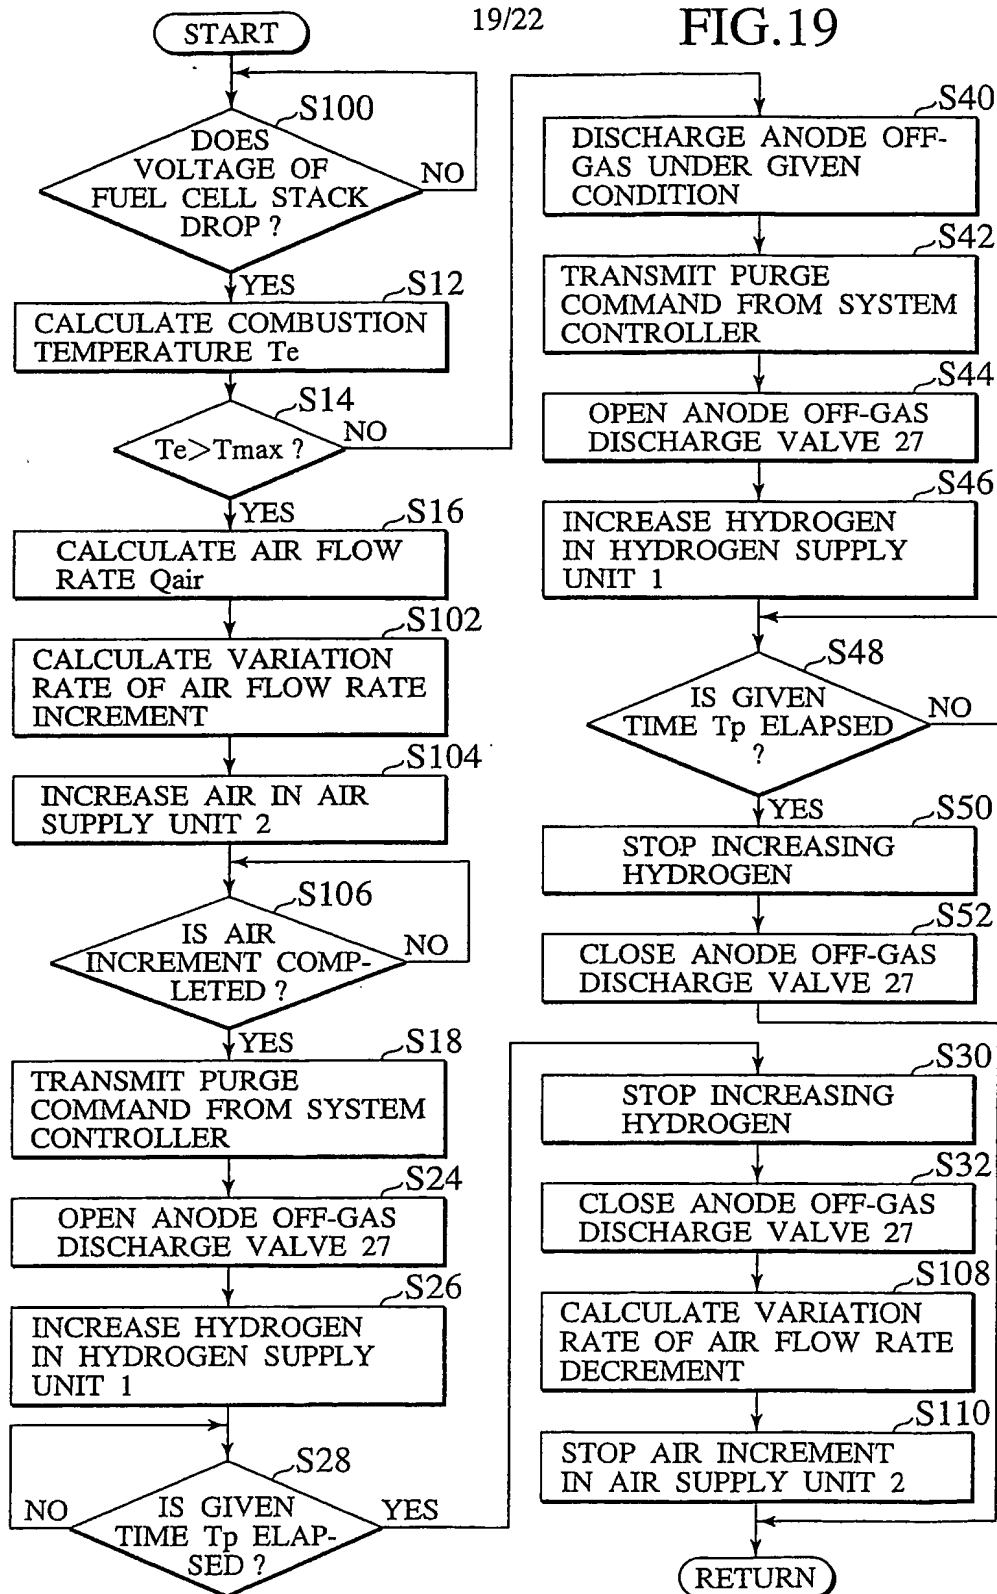 19/22
FIG.19
START
S100
DOES
VOLTAGE OF
FUEL CELL STACK
DROP ?
NO
YES
S12
CALCULATE COMBUSTION
TEMPERATURE Te
S14
Te>Tmax ?
NO
YES
S16
CALCULATE AIR FLOW
RATE Qair
S102
CALCULATE VARIATION
RATE OF AIR FLOW RATE
INCREMENT
S104
INCREASE AIR IN AIR
SUPPLY UNIT 2
S106
IS AIR
INCREMENT COMP-
LETED ?
NO
YES
S18
TRANSMIT PURGE
COMMAND FROM SYSTEM
CONTROLLER
S24
OPEN ANODE OFF-GAS
DISCHARGE VALVE 27
S26
INCREASE HYDROGEN
IN HYDROGEN SUPPLY
UNIT 1
S28
IS GIVEN
TIME Tp ELAP-
SED ?
NO
YES
S40
DISCHARGE ANODE OFF-
GAS UNDER GIVEN
CONDITION
S42
TRANSMIT PURGE
COMMAND FROM SYSTEM
CONTROLLER
S44
OPEN ANODE OFF-GAS
DISCHARGE VALVE 27
S46
INCREASE HYDROGEN
IN HYDROGEN SUPPLY
UNIT 1
S48
IS GIVEN
TIME Tp ELAPSED
?
NO
YES
S50
STOP INCREASING
HYDROGEN
S52
CLOSE ANODE OFF-GAS
DISCHARGE VALVE 27
S30
STOP INCREASING
HYDROGEN
S32
CLOSE ANODE OFF-GAS
DISCHARGE VALVE 27
S108
CALCULATE VARIATION
RATE OF AIR FLOW RATE
DECREMENT
S110
STOP AIR INCREMENT
IN AIR SUPPLY UNIT 2
RETURN